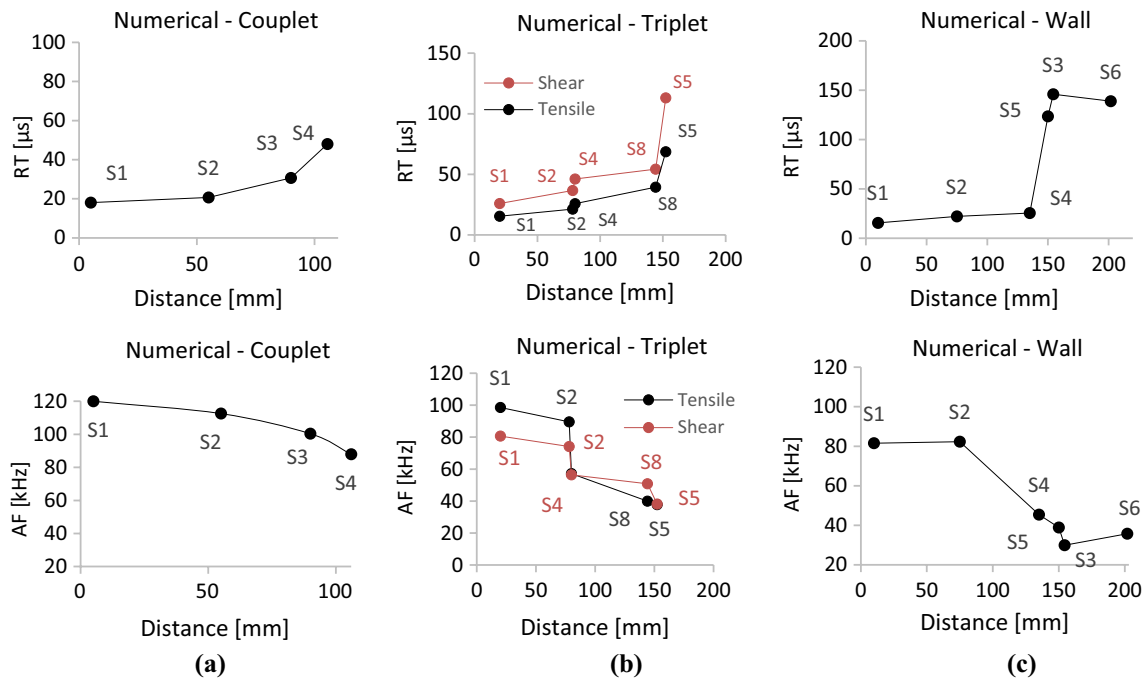 Numerical - Couplet
100
80
60
40
20
0
RT [µs]
S1
S2
S3
S4
0
50
100
Distance [mm]
Numerical - Triplet
150
100
50
0
RT [µs]
Shear
Tensile
S1
S2
S4
S8
S5
S1
S2
S4
S8
S5
0
50
100
150
200
Distance [mm]
Numerical - Wall
200
150
100
50
0
RT [µs]
S1
S2
S4
S5
S3
S6
0
50
100
150
200
Distance [mm]
Numerical - Couplet
120
100
80
60
40
20
AF [kHz]
S1
S2
S3
S4
0
50
100
Distance [mm]
Numerical - Triplet
120
100
80
60
40
20
0
AF [kHz]
Tensile
Shear
S1
S2
S8
S5
S1
S2
S4
S8
S5
0
50
100
150
200
Distance [mm]
Numerical - Wall
120
100
80
60
40
20
AF [kHz]
S1
S2
S4
S5
S3
S6
0
50
100
150
200
Distance [mm]
(a)
(b)
(c)